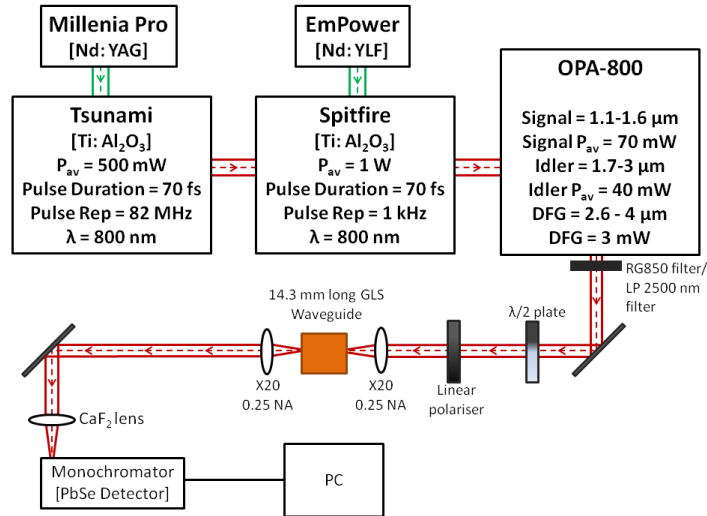 Millenia Pro
[Nd: YAG]
EmPower
[Nd: YLF]
Tsunami
[Ti: Al₂O₃]
Pₐᵥ = 500 mW
Pulse Duration = 70 fs
Pulse Rep = 82 MHz
λ = 800 nm
Spitfire
[Ti: Al₂O₃]
Pₐᵥ = 1 W
Pulse Duration = 70 fs
Pulse Rep = 1 kHz
λ = 800 nm
OPA-800
Signal = 1.1-1.6 μm
Signal Pₐᵥ = 70 mW
Idler = 1.7-3 μm
Idler Pₐᵥ = 40 mW
DFG = 2.6 - 4 μm
DFG = 3 mW
RG850 filter/
LP 2500 nm
filter
14.3 mm long GLS
Waveguide
λ/2 plate
X20
0.25 NA
X20
0.25 NA
Linear
polariser
CaF₂ lens
Monochromator
[PbSe Detector]
PC